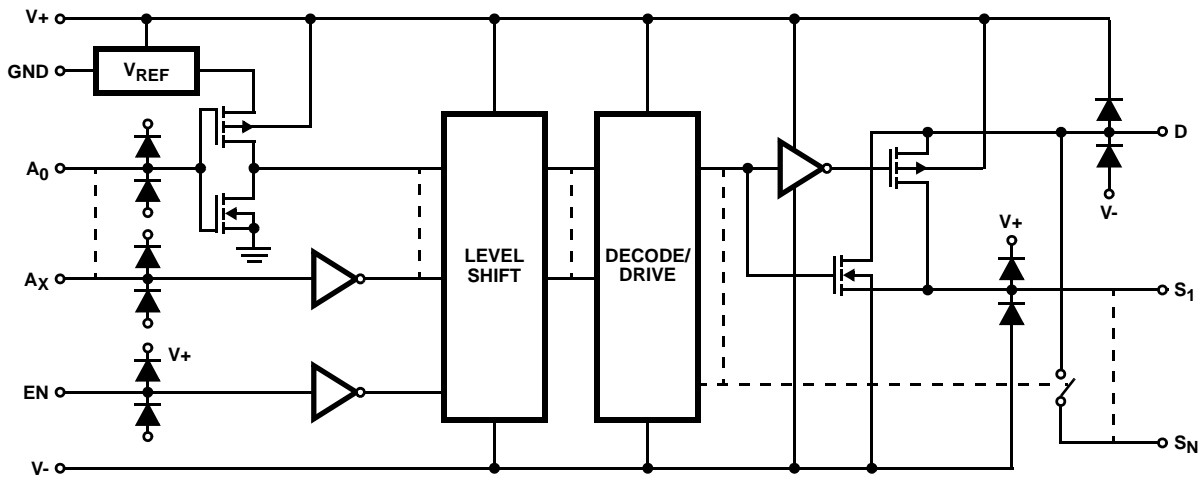 V+
GND
VREF
A0
AX
V+
EN
V-
LEVEL
SHIFT
DECODE/
DRIVE
D
V-
V+
S1
SN